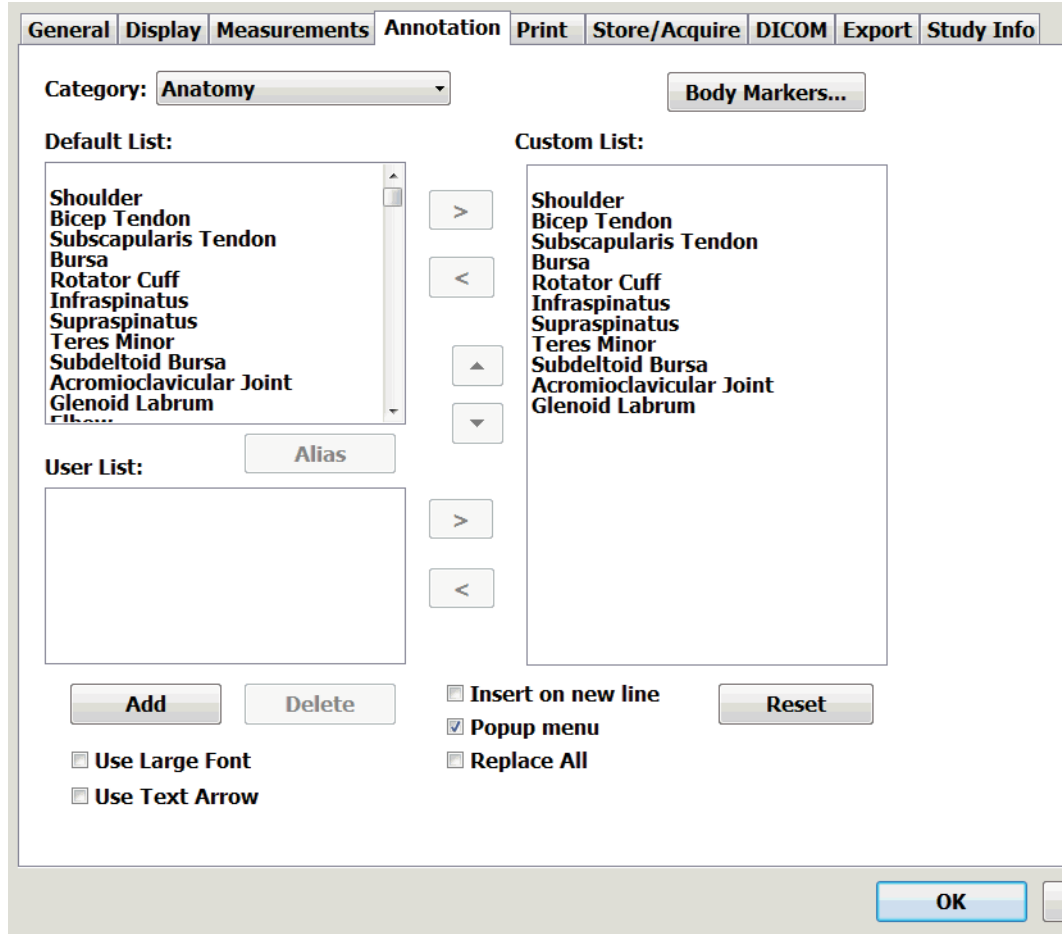 General Display Measurements Annotation Print Store/Acquire DICOM Export Study Info
Category: Anatomy
Body Markers...
Default List:
Shoulder
Bicep Tendon
Subscapularis Tendon
Bursa
Rotator Cuff
Infraspinatus
Supraspinatus
Teres Minor
Subdeltoid Bursa
Acromioclavicular Joint
Glenoid Labrum
Elbow
>
<
Custom List:
Shoulder
Bicep Tendon
Subscapularis Tendon
Bursa
Rotator Cuff
Infraspinatus
Supraspinatus
Teres Minor
Subdeltoid Bursa
Acromioclavicular Joint
Glenoid Labrum
Alias
User List:
>
<
Add
Delete
Insert on new line
Popup menu
Replace All
Reset
Use Large Font
Use Text Arrow
OK